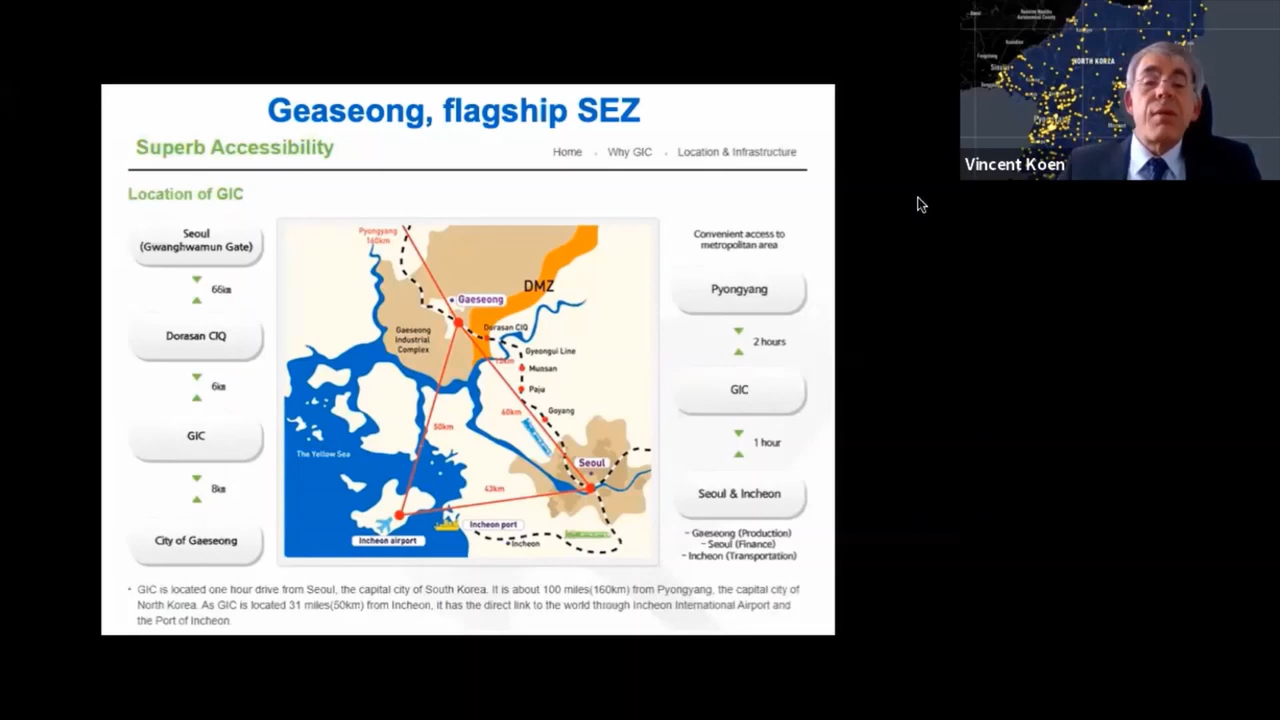 Geaseong, flagship SEZ
Superb Accessibility
Home
Why GIC
Location & Infrastructure
Location of GIC
Seoul
(Gwanghwamun Gate)
66km
Dorasan CIQ
6km
GIC
8km
City of Gaeseong
Pyongyang
160km
DMZ
Gaeseong
Gaeseong
Industrial
Complex
Dorasan CIQ
Gyeongui Line
Munsan
Paju
Goyang
60km
50km
The Yellow Sea
Seoul
43km
Incheon port
Incheon airport
Incheon
Convenient access to
metropolitan area
Pyongyang
2 hours
GIC
1 hour
Seoul & Incheon
- Gaeseong (Production)
- Seoul (Finance)
- Incheon (Transportation)
• GIC is located one hour drive from Seoul, the capital city of South Korea. It is about 100 miles(160km) from Pyongyang, the capital city of
North Korea. As GIC is located 31 miles(50km) from Incheon, it has the direct link to the world through Incheon International Airport and
the Port of Incheon.
NORTH KOREA
Vincent Koen